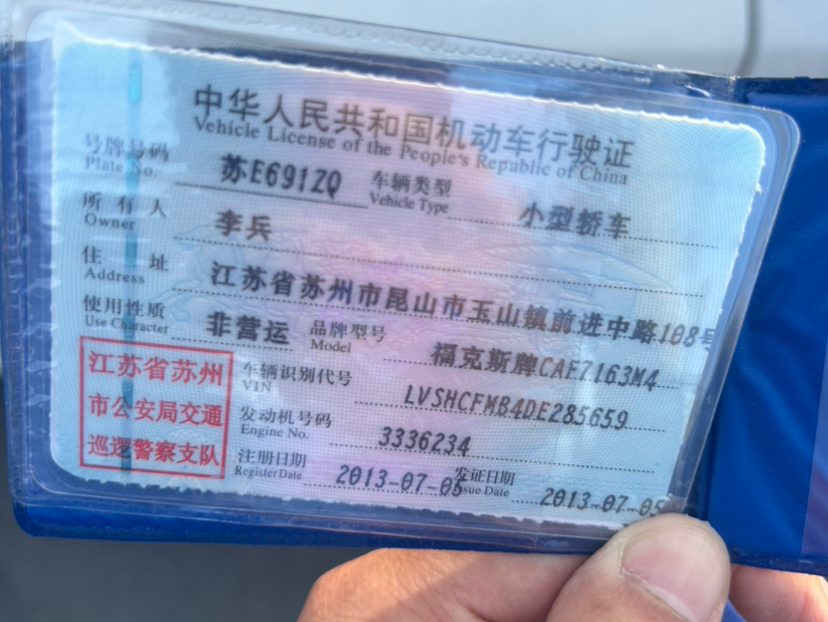 中华人民共和国机动车行驶证
Vehicle License of the People's Republic of China
号牌号码 苏E691ZQ 车辆类型 小型轿车
Plate No. Vehicle Type
所有人 李兵
Owner
住址 江苏省苏州市昆山市玉山镇前进中路108号
Address
使用性质 非营运 品牌型号 福克斯牌CAF7163M4
Use Character Model
江苏省苏州
市公安局交通
巡逻警察支队
车辆识别代号 LVSHCFMB4DE285659
VIN
发动机号码 3336234
Engine No.
注册日期 2013-07-05 发证日期 2013-07-05
Register Date Issue Date